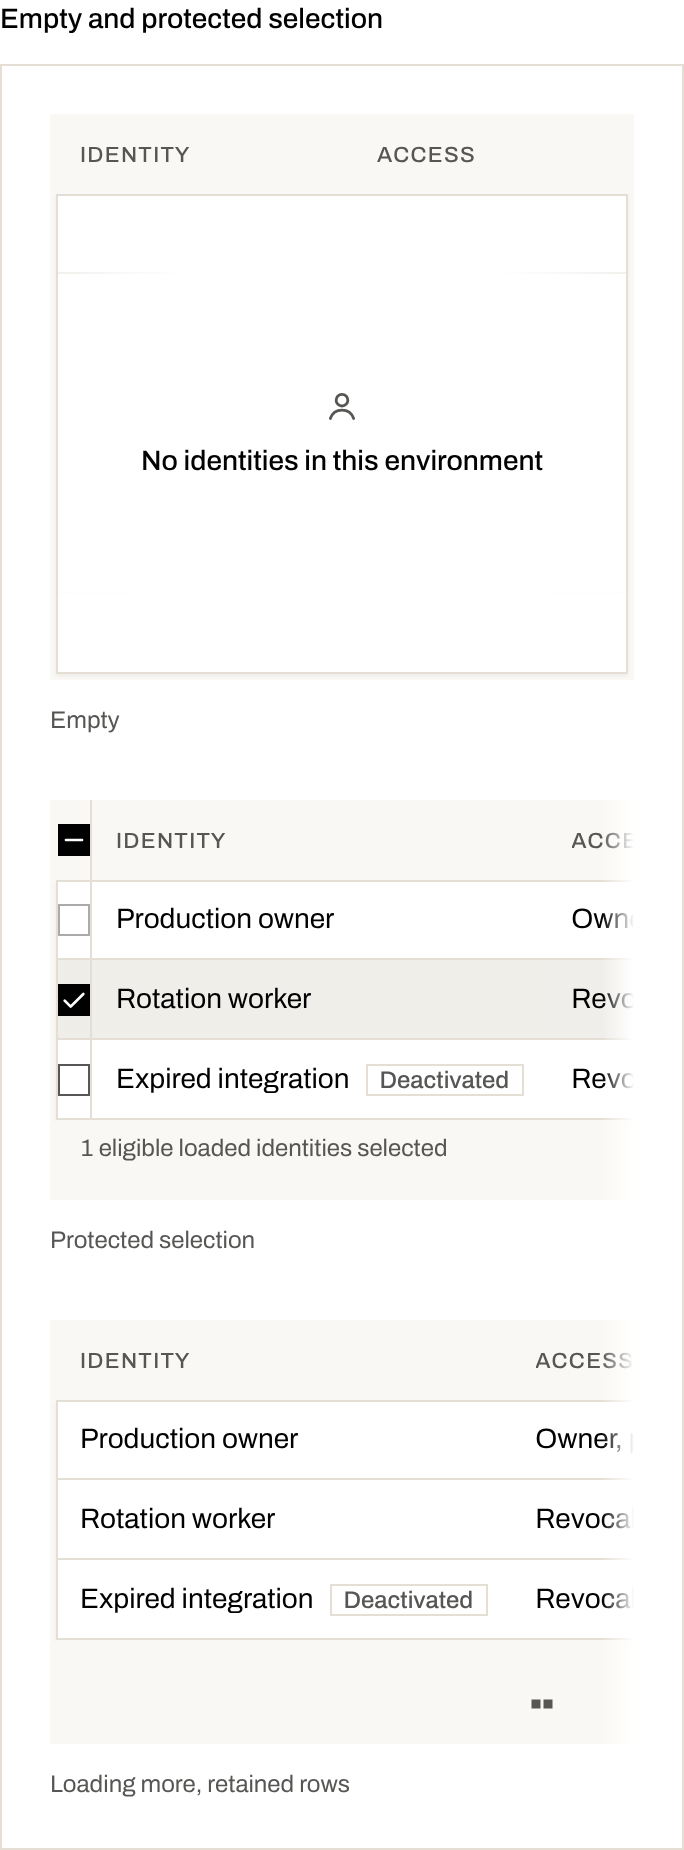 Empty and protected selection
IDENTITY ACCESS
No identities in this environment
Empty
IDENTITY
Production owner
Rotation worker
Expired integration Deactivated
1 eligible loaded identities selected
Protected selection
IDENTITY ACCESS
Production owner Owner,
Rotation worker
Expired integration Deactivated
Loading more, retained rows